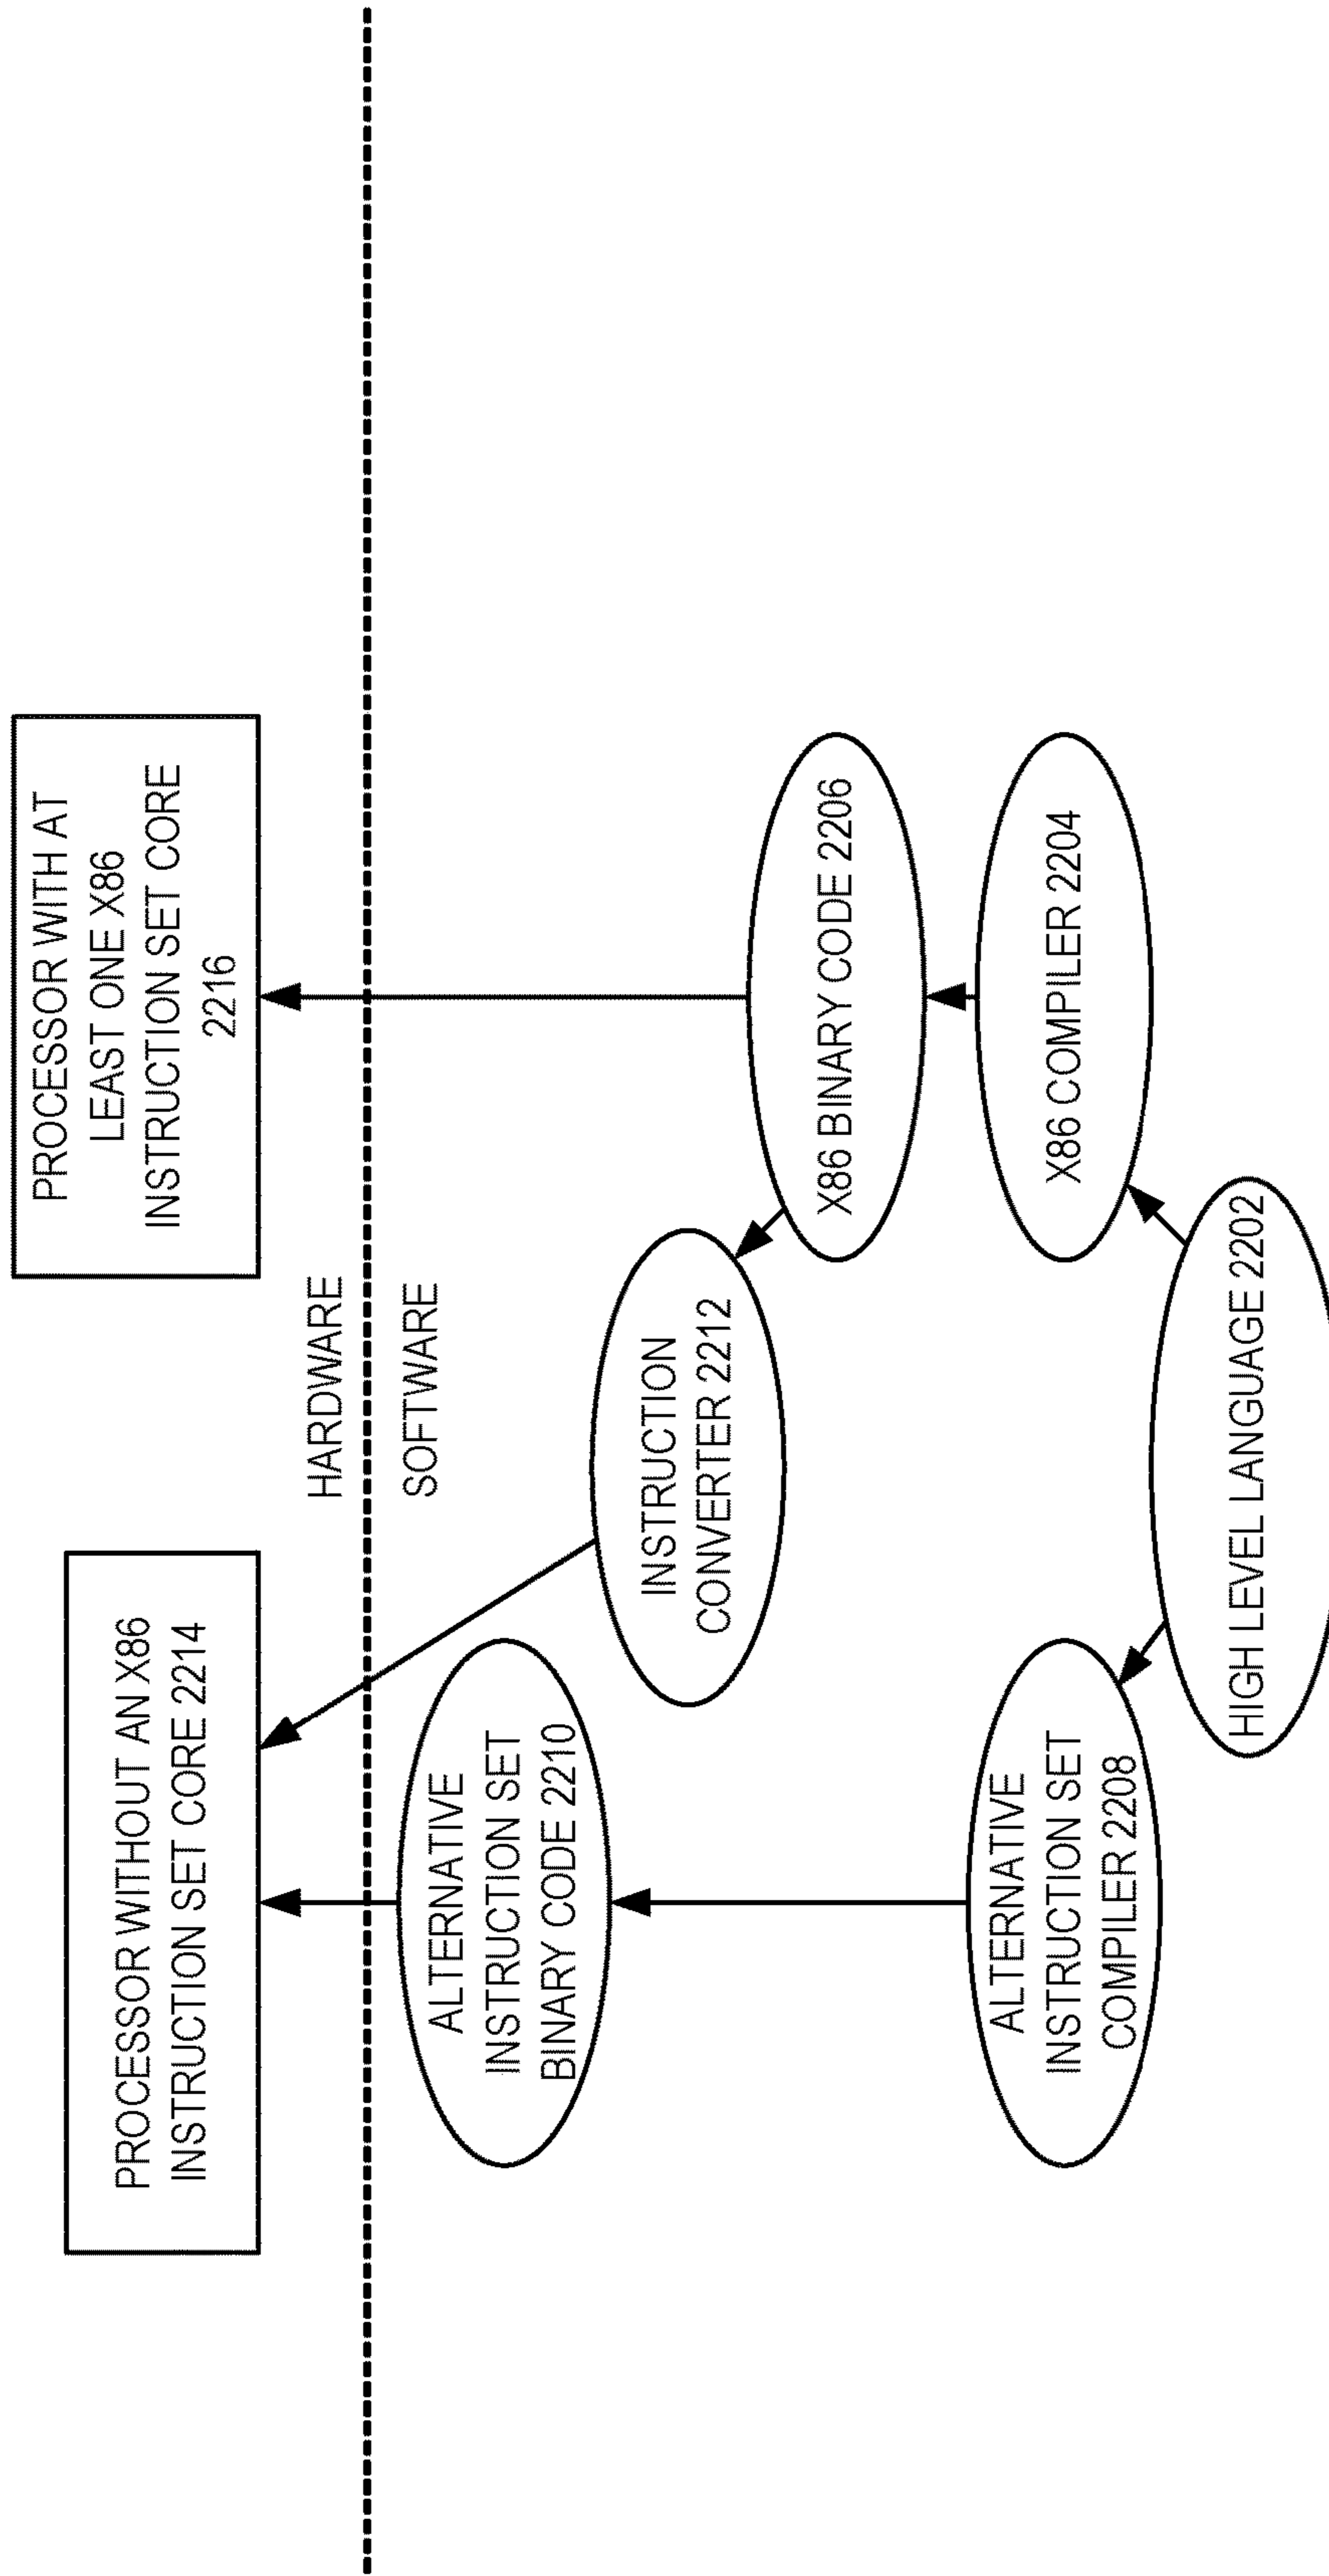 PROCESSOR WITHOUT AN X86
INSTRUCTION SET CORE 2214
PROCESSOR WITH AT
LEAST ONE X86
INSTRUCTION SET CORE
2216
HARDWARE
SOFTWARE
ALTERNATIVE
INSTRUCTION SET
BINARY CODE 2210
INSTRUCTION
CONVERTER 2212
X86 BINARY CODE 2206
ALTERNATIVE
INSTRUCTION SET
COMPILER 2208
X86 COMPILER 2204
HIGH LEVEL LANGUAGE 2202